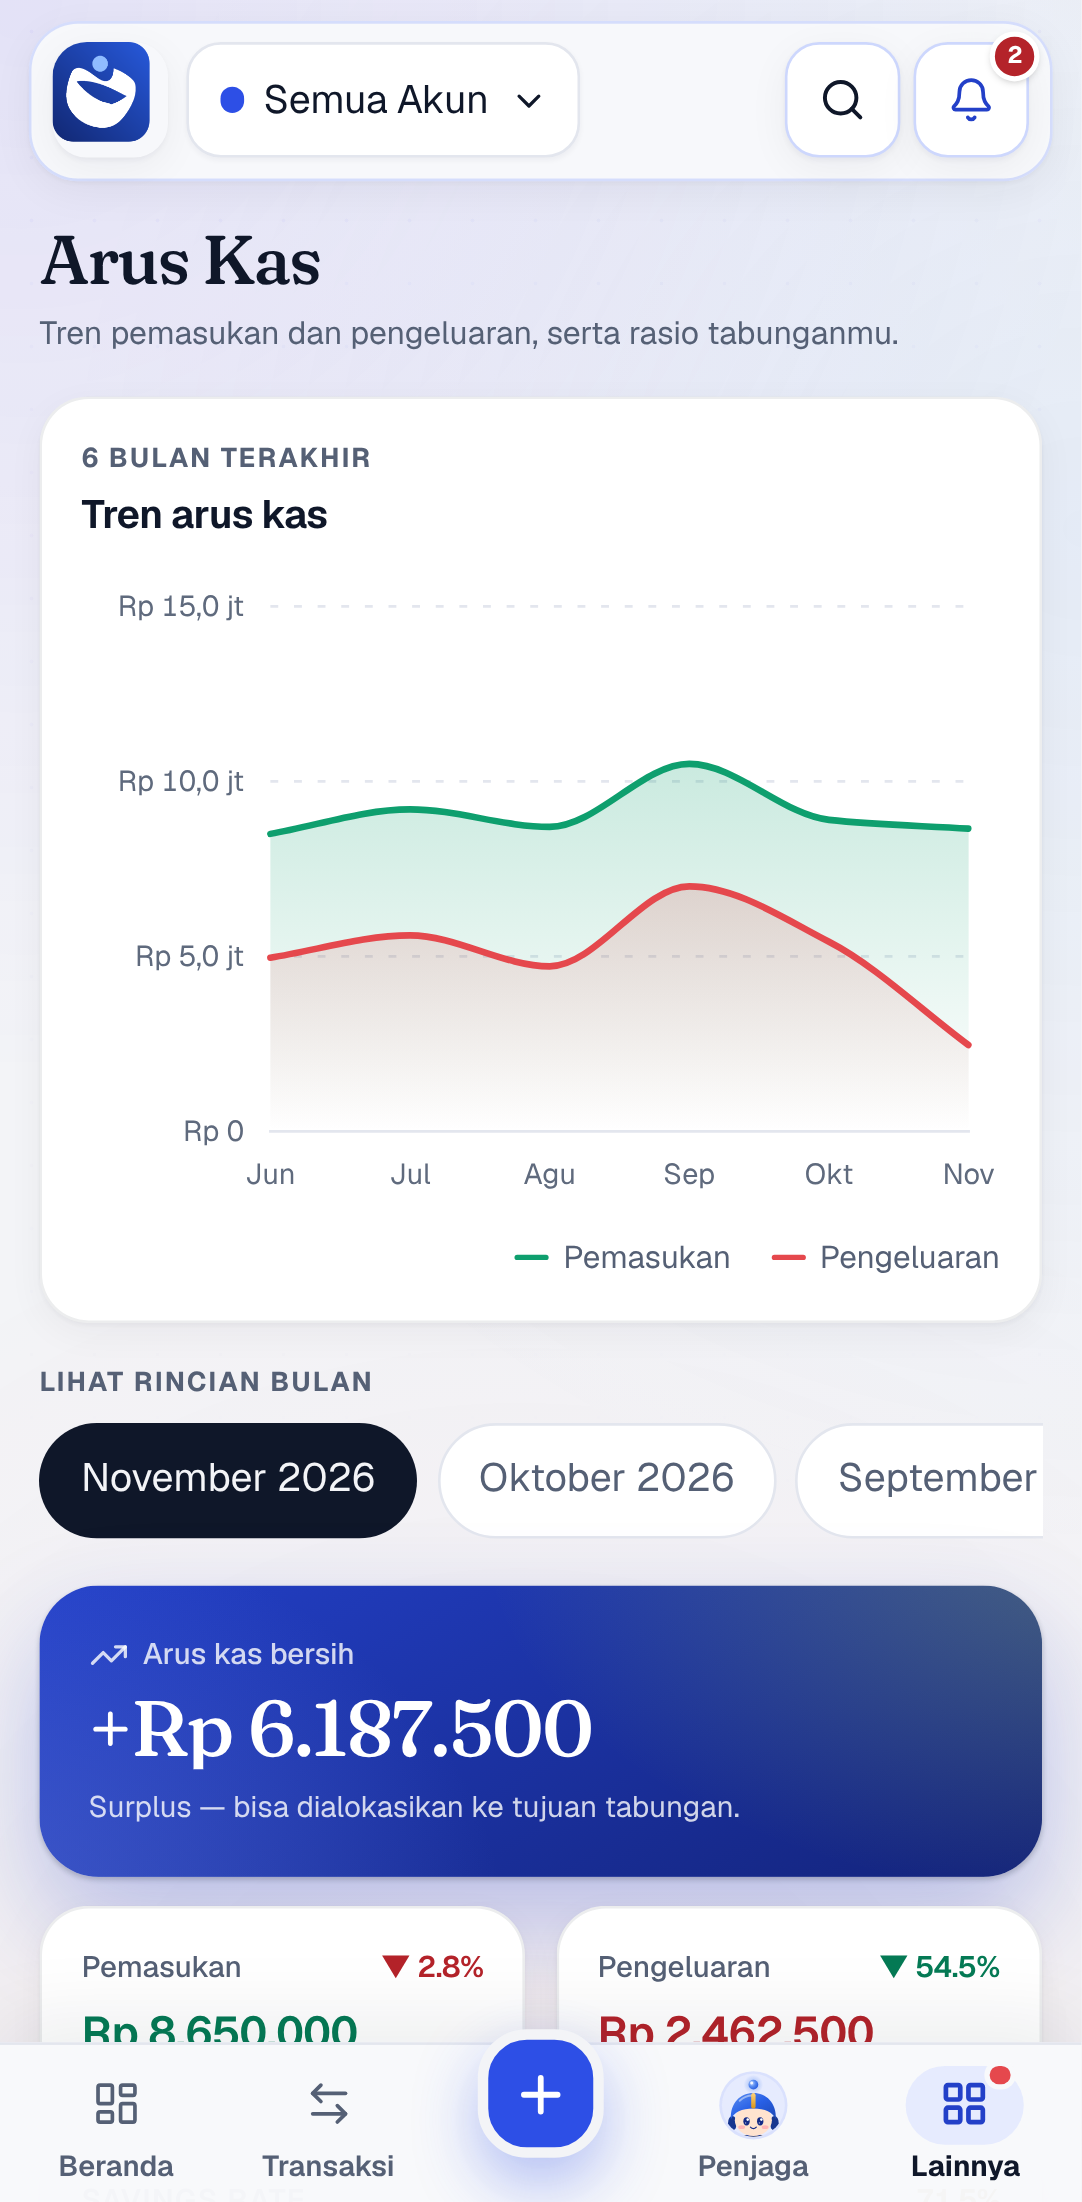 Semua Akun
2
Arus Kas
Tren pemasukan dan pengeluaran, serta rasio tabunganmu.
6 BULAN TERAKHIR
Tren arus kas
Rp 15,0 jt
Rp 10,0 jt
Rp 5,0 jt
Rp 0
Jun Jul Agu Sep Okt Nov
Pemasukan Pengeluaran
LIHAT RINCIAN BULAN
November 2026 Oktober 2026 September
Arus kas bersih
+Rp 6.187.500
Surplus — bisa dialokasikan ke tujuan tabungan.
Pemasukan ▼ 2.8% Pengeluaran ▼ 54.5%
Rp 8.650.000 Rp 2.462.500
Beranda Transaksi Penjaga Lainnya
SAVINGS RATE 71.5%